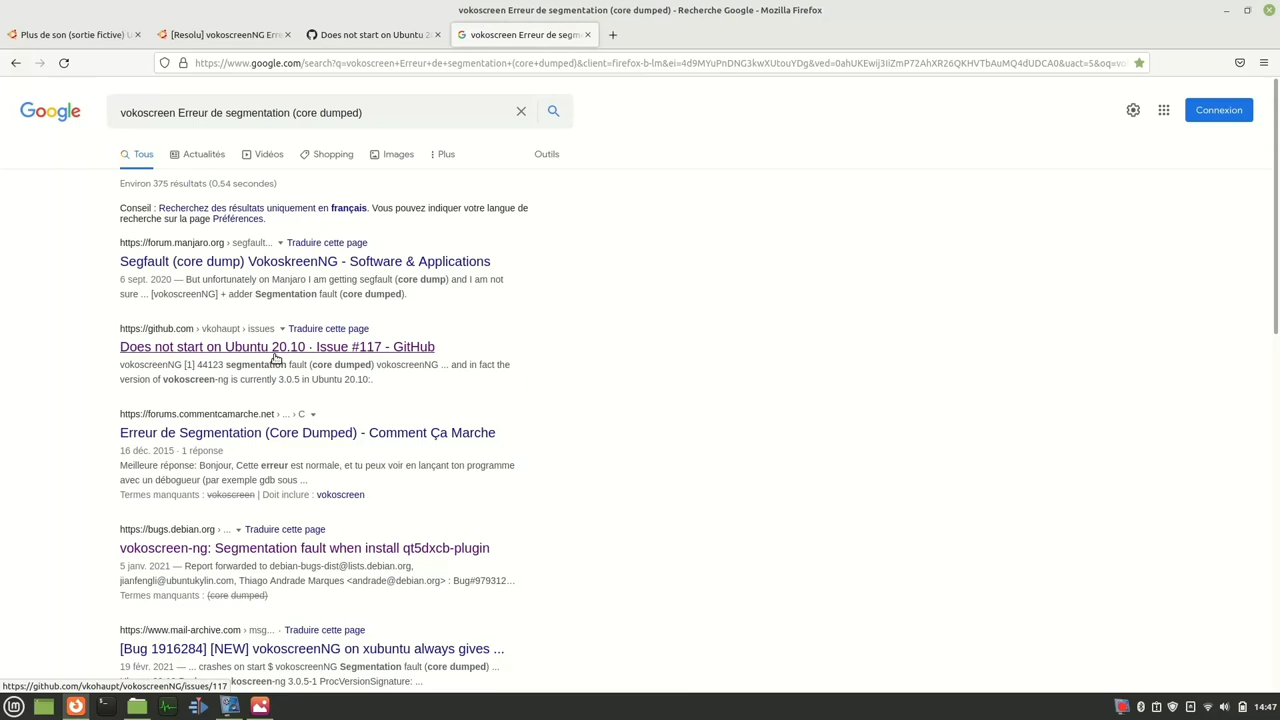 vokoscreen Erreur de segmentation (core dumped) - Recherche Google - Mozilla Firefox
Plus de son (sortie fictive) U
[Resolu] vokoscreenNG Erre
Does not start on Ubuntu 20
vokoscreen Erreur de segm
https://www.google.com/search?q=vokoscreen+Erreur+de+segmentation+(core+dumped)&client=firefox-b-lm&ei=4d9MYuPnDNG3kwXUtouYDg&ved=0ahUKEwij3IiZmP72AhXR26QKHVTbAuMQ4dUDCA0&uact=5&oq=vo
Google
vokoscreen Erreur de segmentation (core dumped)
Connexion
Tous Actualités Vidéos Shopping Images Plus Outils
Environ 375 résultats (0,54 secondes)
Conseil : Recherchez des résultats uniquement en français. Vous pouvez indiquer votre langue de
recherche sur la page Préférences.
https://forum.manjaro.org › segfault... Traduire cette page
Segfault (core dump) VokoskreenNG - Software & Applications
6 sept. 2020 — But unfortunately on Manjaro I am getting segfault (core dump) and I am not
sure ... [vokoscreenNG] + adder Segmentation fault (core dumped).
https://github.com › vkohaupt › issues Traduire cette page
Does not start on Ubuntu 20.10 · Issue #117 - GitHub
vokoscreenNG [1] 44123 segmentation fault (core dumped) vokoscreenNG ... and in fact the
version of vokoscreen-ng is currently 3.0.5 in Ubuntu 20.10:.
https://forums.commentcamarche.net › ... › C
Erreur de Segmentation (Core Dumped) - Comment Ça Marche
16 déc. 2015 · 1 réponse
Meilleure réponse: Bonjour, Cette erreur est normale, et tu peux voir en lançant ton programme
avec un débogueur (par exemple gdb sous ...
Termes manquants : vokoscreen | Doit inclure : vokoscreen
https://bugs.debian.org › ... Traduire cette page
vokoscreen-ng: Segmentation fault when install qt5dxcb-plugin
5 janv. 2021 — Report forwarded to debian-bugs-dist@lists.debian.org,
jianfengli@ubuntukylin.com, Thiago Andrade Marques <andrade@debian.org> : Bug#979312...
Termes manquants : (core dumped)
https://www.mail-archive.com › msg... · Traduire cette page
[Bug 1916284] [NEW] vokoscreenNG on xubuntu always gives ...
19 févr. 2021 — ... crashes on start $ vokoscreenNG Segmentation fault (core dumped) ...
koscreen-ng 3.0.5-1 ProcVersionSignature: ...
https://github.com/vkohaupt/vokoscreenNG/issues/117
14:47